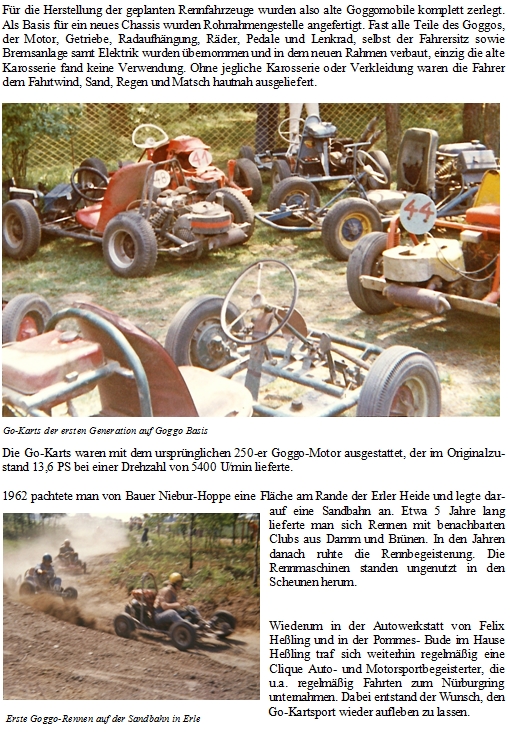 Für die Herstellung der geplanten Rennfahrzeuge wurden also alte Goggomobile komplett zerlegt.
Als Basis für ein neues Chassis wurden Rohrrahmengestelle angefertigt. Fast alle Teile des Goggos,
der Motor, Getriebe, Radaufhängung, Räder, Pedale und Lenkrad, selbst der Fahrersitz sowie
Bremsanlage samt Elektrik wurden übernommen und in dem neuen Rahmen verbaut, einzig die alte
Karosserie fand keine Verwendung. Ohne jegliche Karosserie oder Verkleidung waren die Fahrer
dem Fahrtwind, Sand, Regen und Matsch hautnah ausgeliefert.
44
Go-Karts der ersten Generation auf Goggo Basis
Die Go-Karts waren mit dem ursprünglichen 250-er Goggo-Motor ausgestattet, der im Originalzu-
stand 13,6 PS bei einer Drehzahl von 5400 U/min lieferte.
1962 pachtete man von Bauer Niebur-Hoppe eine Fläche am Rande der Erler Heide und legte dar-
auf eine Sandbahn an. Etwa 5 Jahre lang
lieferte man sich Rennen mit benachbarten
Clubs aus Damm und Brünen. In den Jahren
danach ruhte die Rennbegeisterung. Die
Rennmaschinen standen ungenutzt in den
Scheunen herum.
Wiederum in der Autowerkstatt von Felix
Heßling und in der Pommes- Bude im Hause
Heßling traf sich weiterhin regelmäßig eine
Clique Auto- und Motorsportbegeisterter, die
u.a. regelmäßig Fahrten zum Nürburgring
unternahmen. Dabei entstand der Wunsch, den
Go-Kartsport wieder aufleben zu lassen.
Erste Goggo-Rennen auf der Sandbahn in Erle